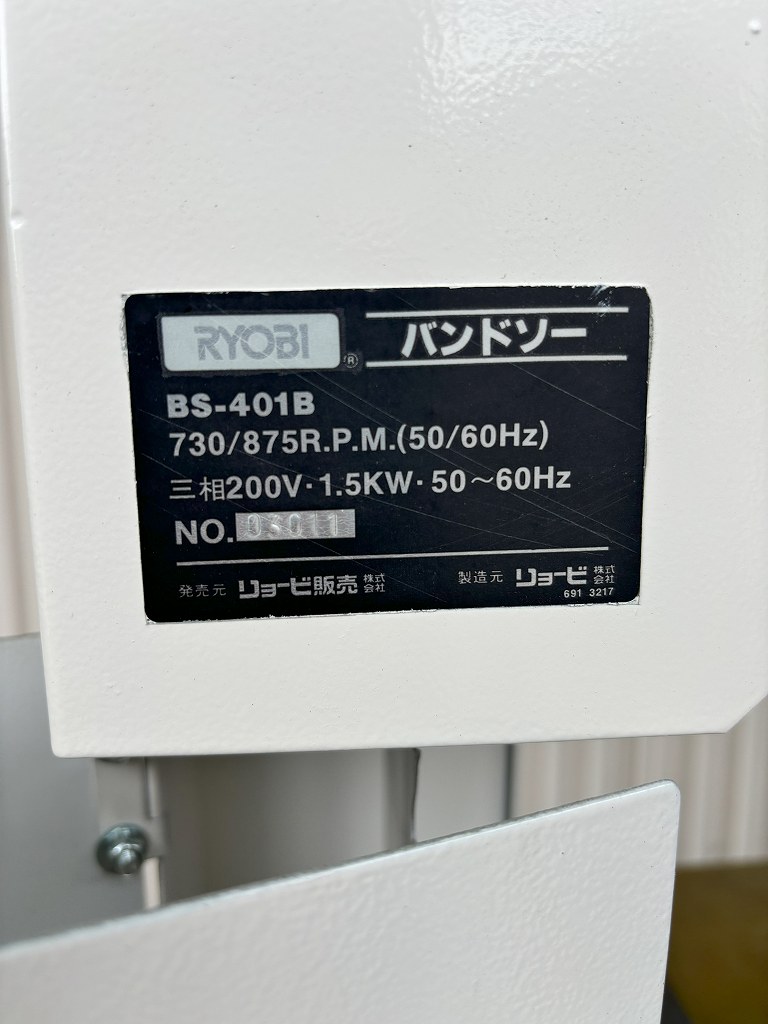 RYOBI ® バンドソー
BS-401B
730/875R.P.M.(50/60Hz)
三相200V・1.5KW・50～60Hz
NO.03011
発売元 リョービ販売株式会社 製造元 リョービ株式会社
691 3217